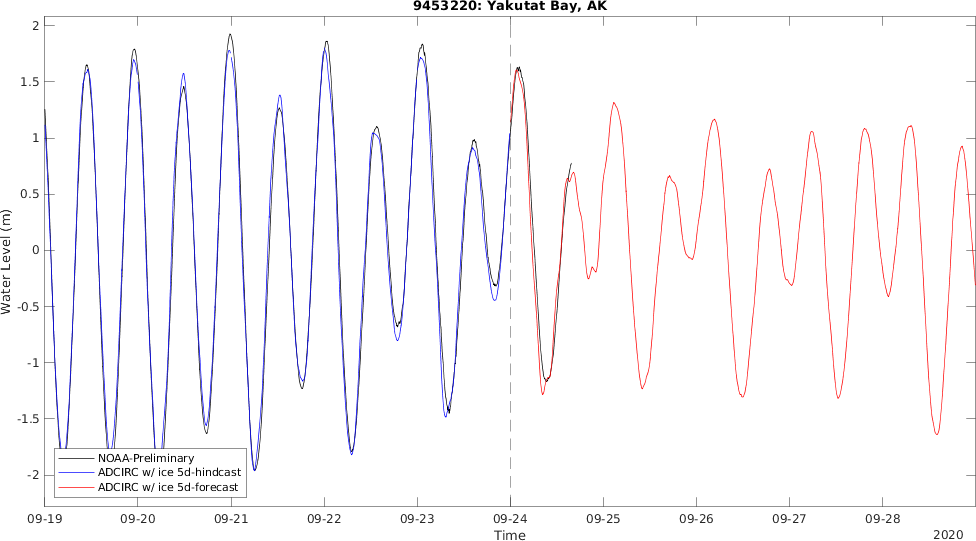 9453220: Yakutat Bay, AK
2
1.5
1
0.5
0
-0.5
-1
-1.5
-2
Water Level (m)
NOAA-Preliminary
ADCIRC w/ ice 5d-hindcast
ADCIRC w/ ice 5d-forecast
09-19 09-20 09-21 09-22 09-23 09-24 09-25 09-26 09-27 09-28
Time
2020